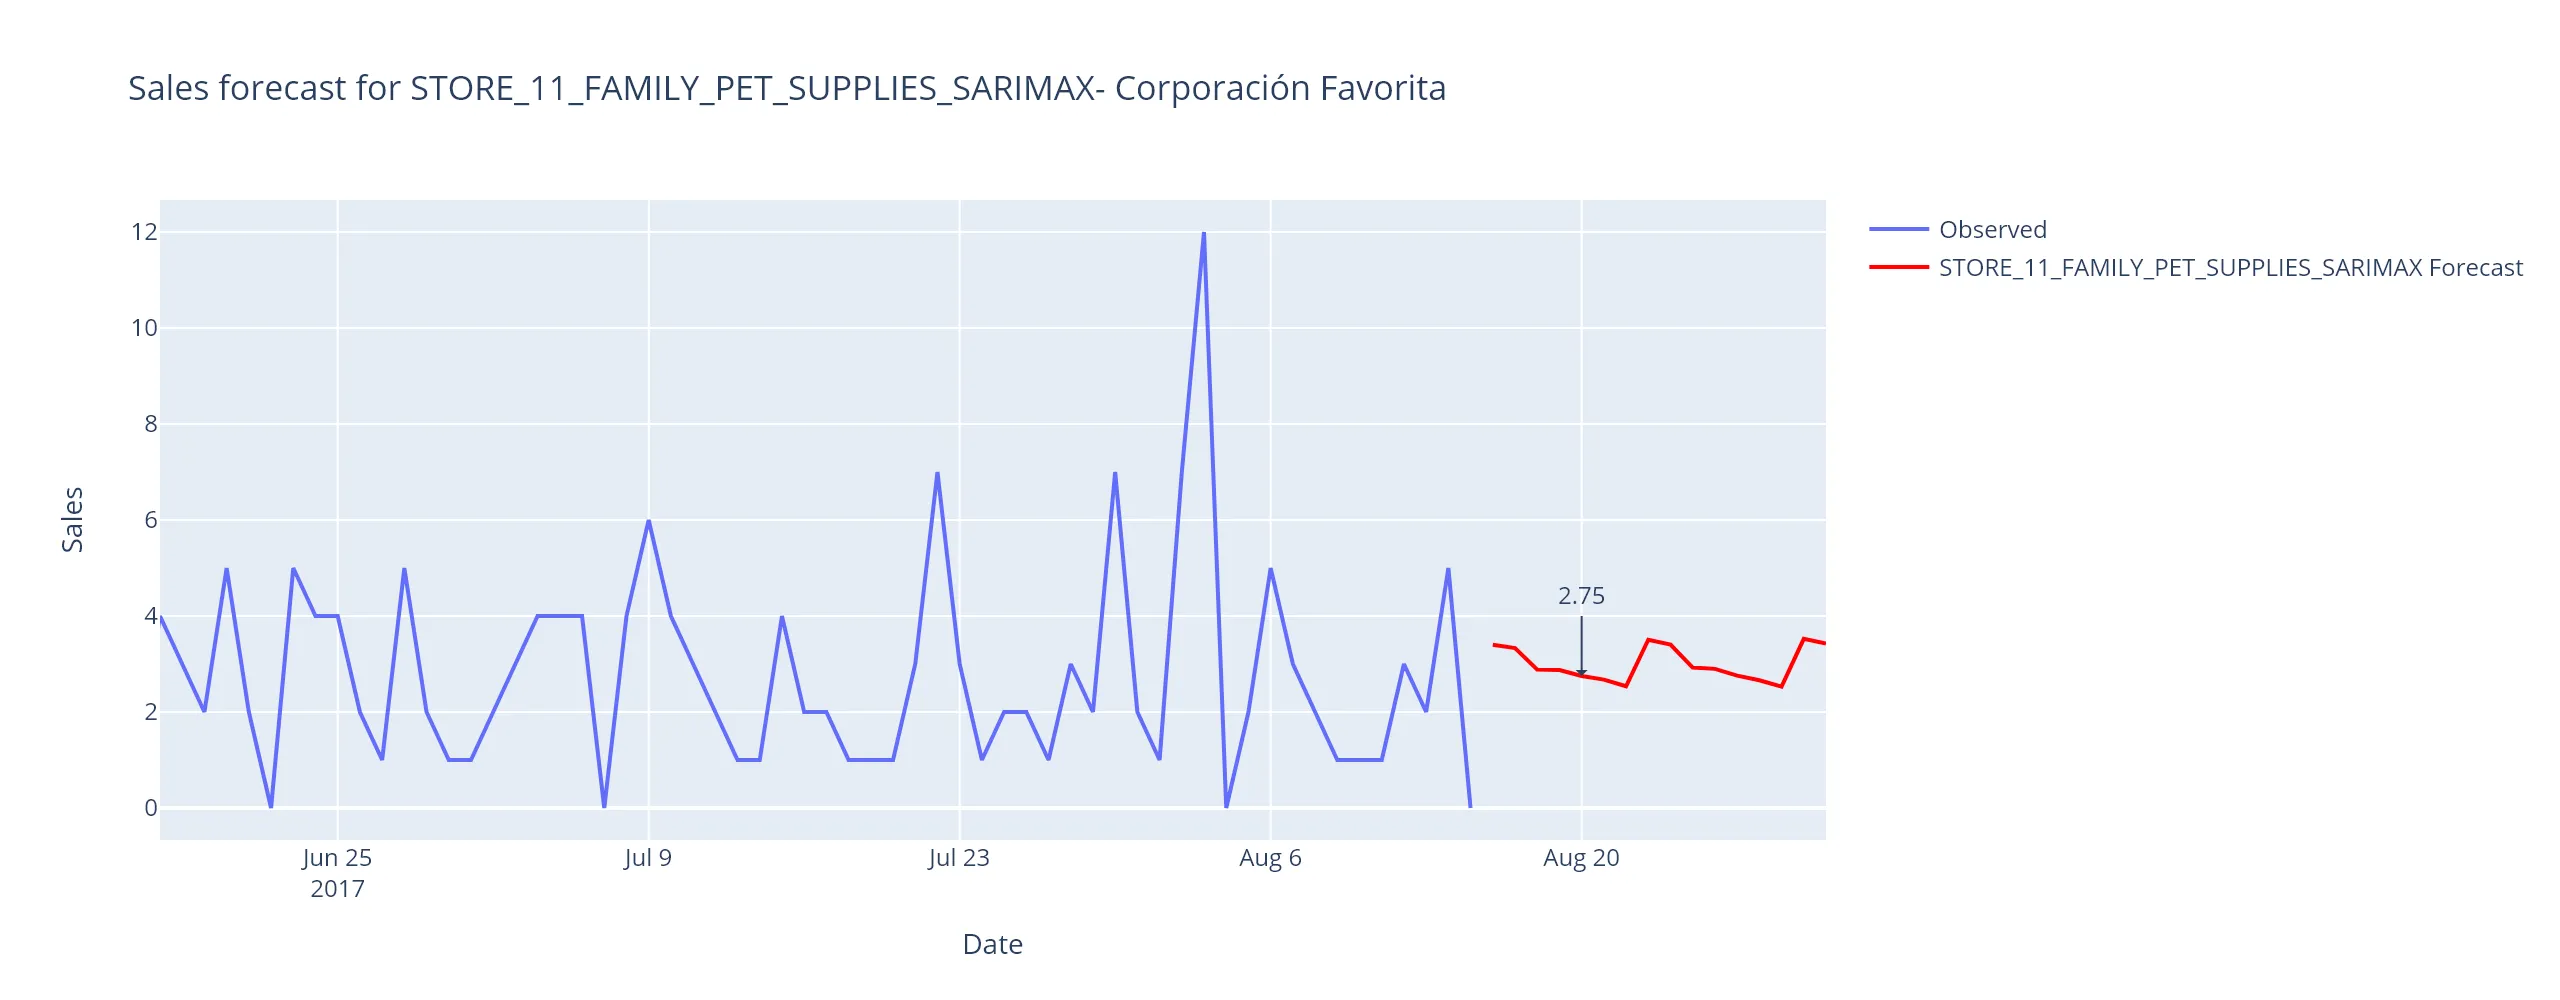 Sales forecast for STORE_11_FAMILY_PET_SUPPLIES_SARIMAX- Corporación Favorita
Observed
STORE_11_FAMILY_PET_SUPPLIES_SARIMAX Forecast
12
10
8
6
4
2
0
Sales
2.75
Jun 25
2017
Jul 9
Jul 23
Aug 6
Aug 20
Date